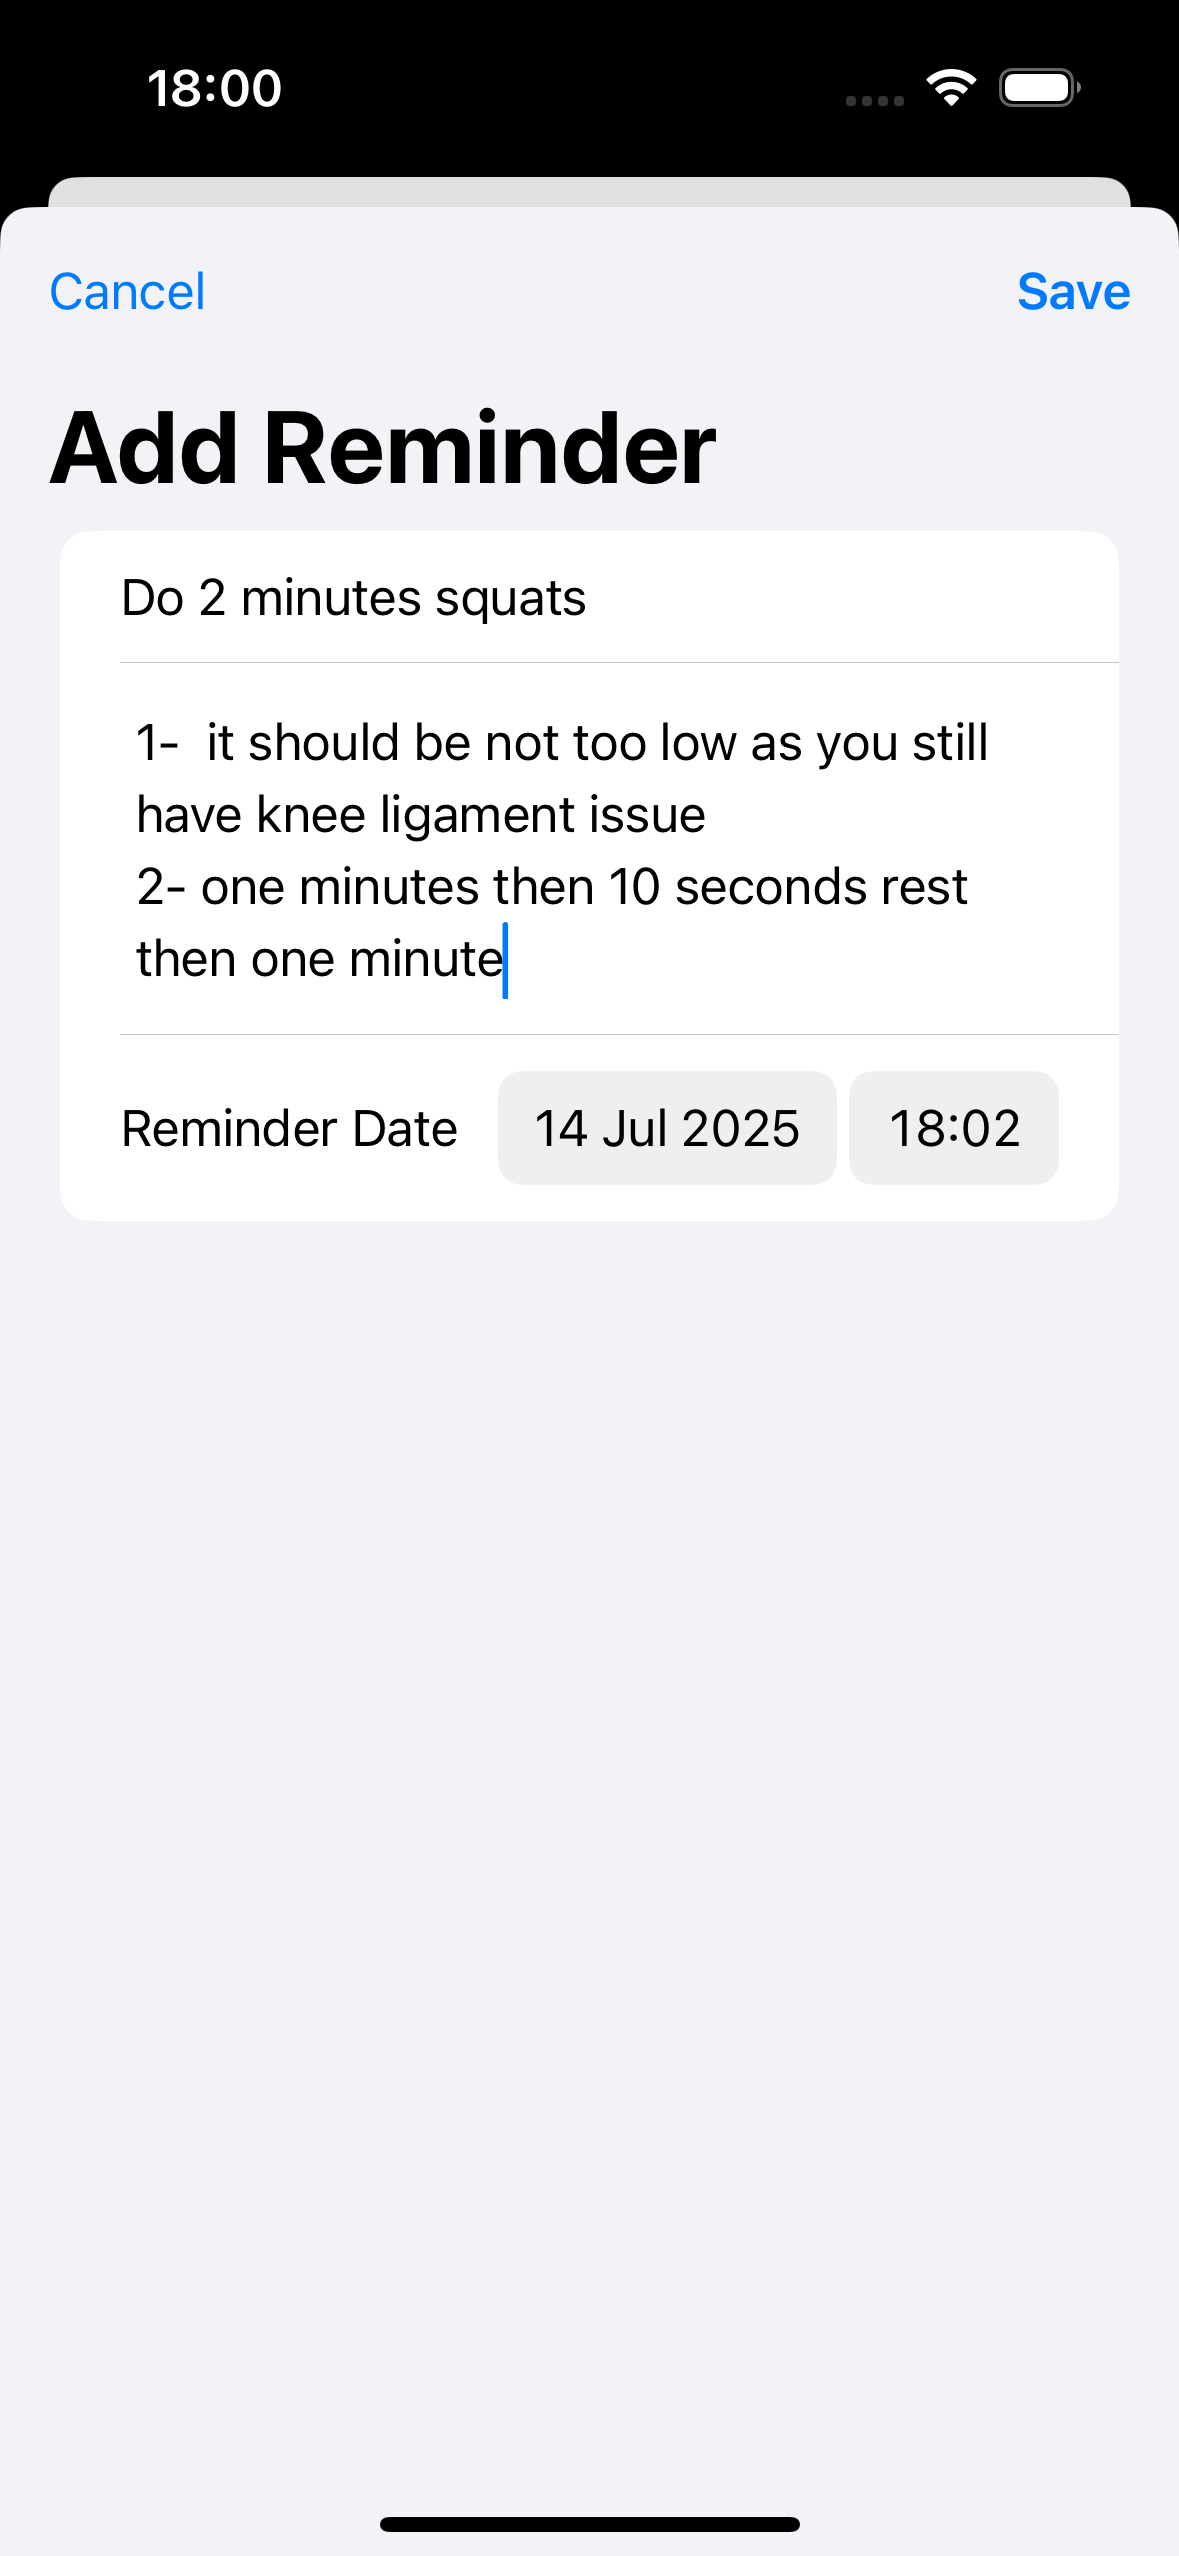 18:00
Cancel
Save
Add Reminder
Do 2 minutes squats
1-  it should be not too low as you still
have knee ligament issue
2- one minutes then 10 seconds rest
then one minute
Reminder Date
14 Jul 2025
18:02